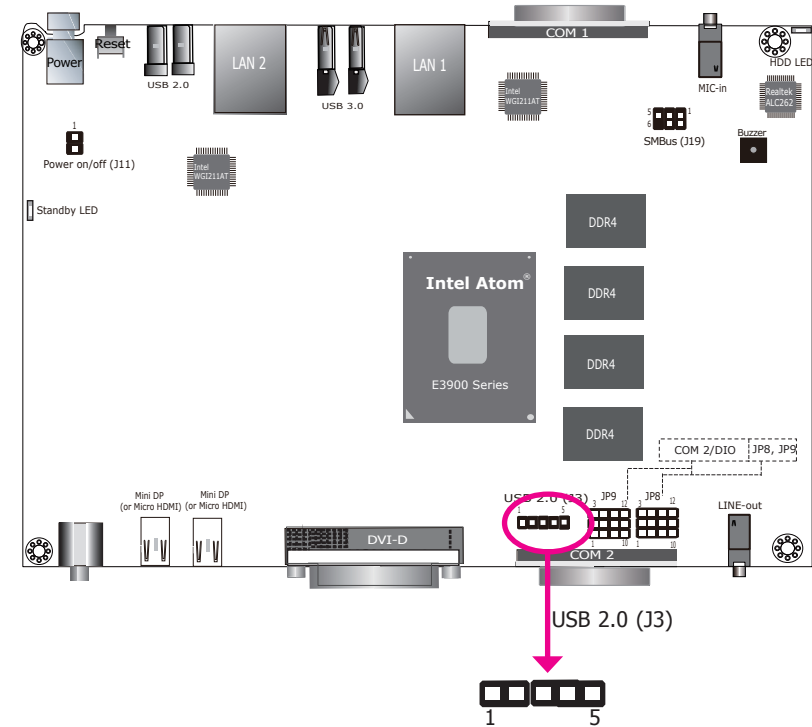 COM 1
Power
Reset
USB 2.0
LAN 2
USB 3.0
LAN 1
Intel
WGI211AT
MIC-in
HDD LED
Realtek
ALC262
5
1
6
SMBus (J19)
Buzzer
1
Power on/off (J11)
Intel
WGI211AT
Standby LED
DDR4
Intel Atom®
DDR4
E3900 Series
DDR4
DDR4
COM 2/DIO
JP8, JP9
Mini DP
(or Micro HDMI)
Mini DP
(or Micro HDMI)
USB 2.0 (J3)
1
5
JP9
3
12
1
10
JP8
3
12
1
10
LINE-out
DVI-D
COM 2
USB 2.0 (J3)
1
5